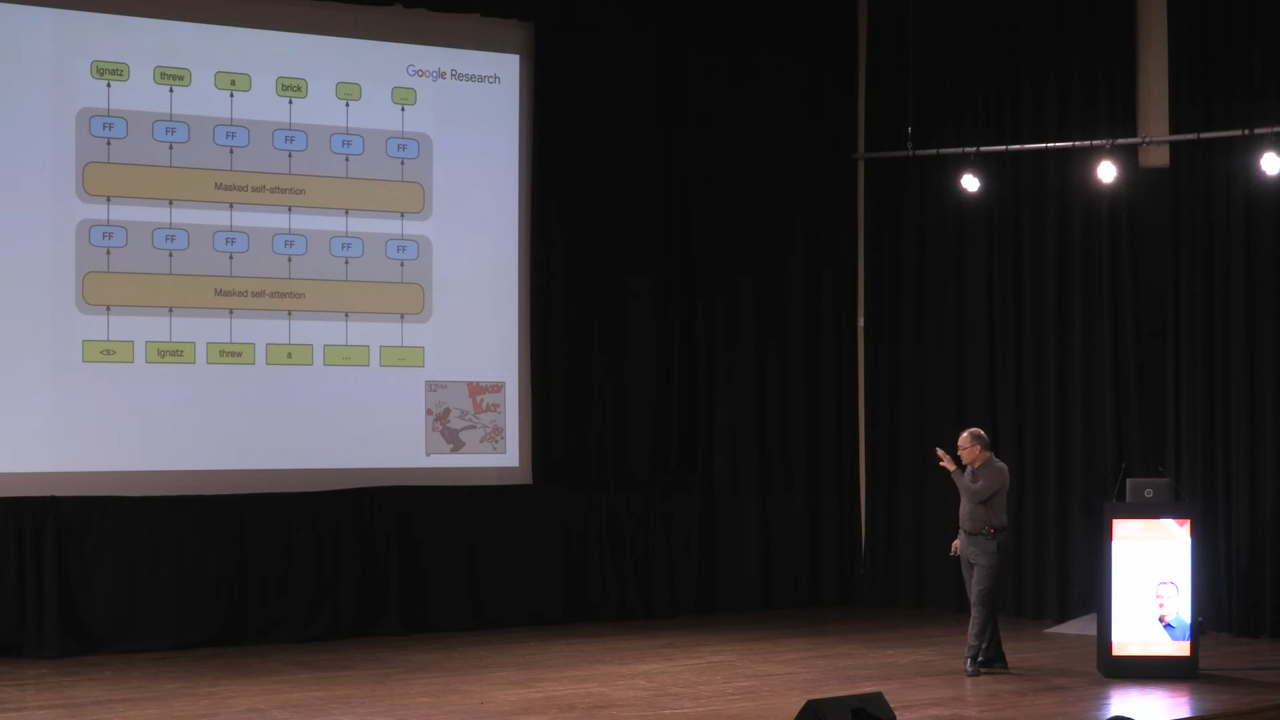 Google Research
Ignatz threw a brick ... ...
FF FF FF FF FF FF
Masked self-attention
FF FF FF FF FF FF
Masked self-attention
<s> Ignatz threw a ... ...
KRAZY
KAT.